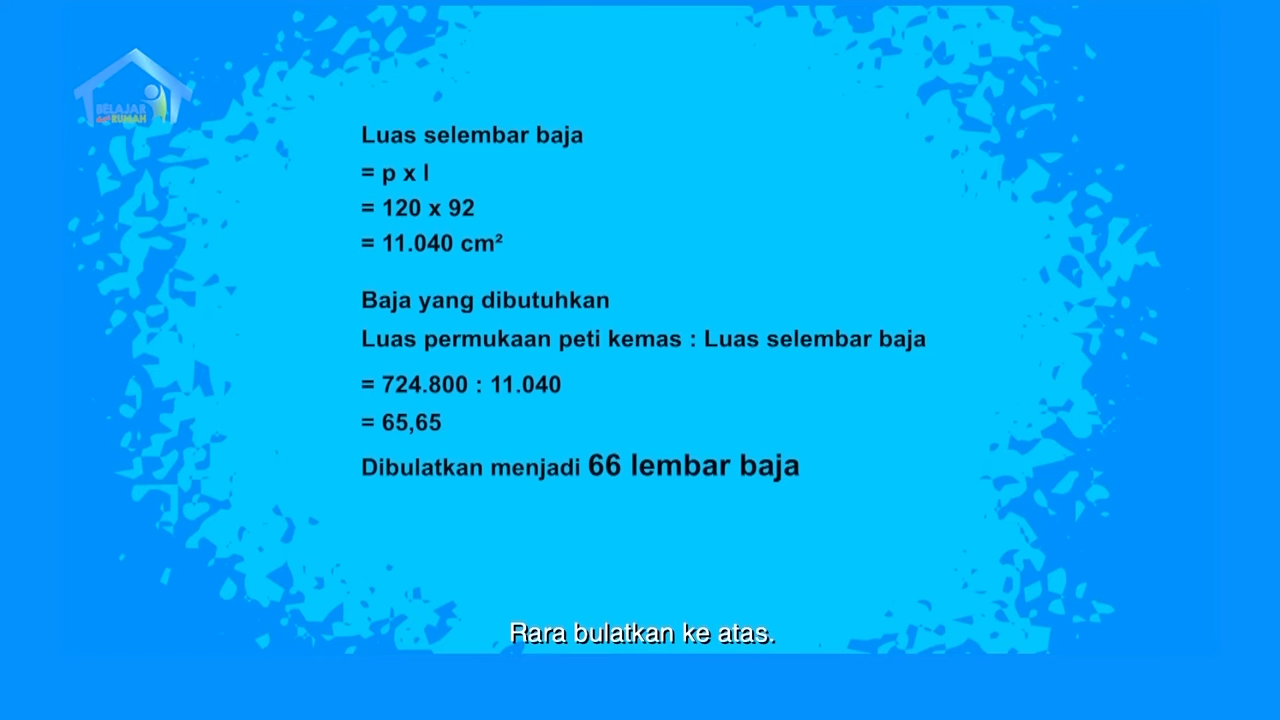 BELAJAR
dari RUMAH
Luas selembar baja
= p x l
= 120 x 92
= 11.040 cm²
Baja yang dibutuhkan
Luas permukaan peti kemas : Luas selembar baja
= 724.800 : 11.040
= 65,65
Dibulatkan menjadi 66 lembar baja
Rara bulatkan ke atas.